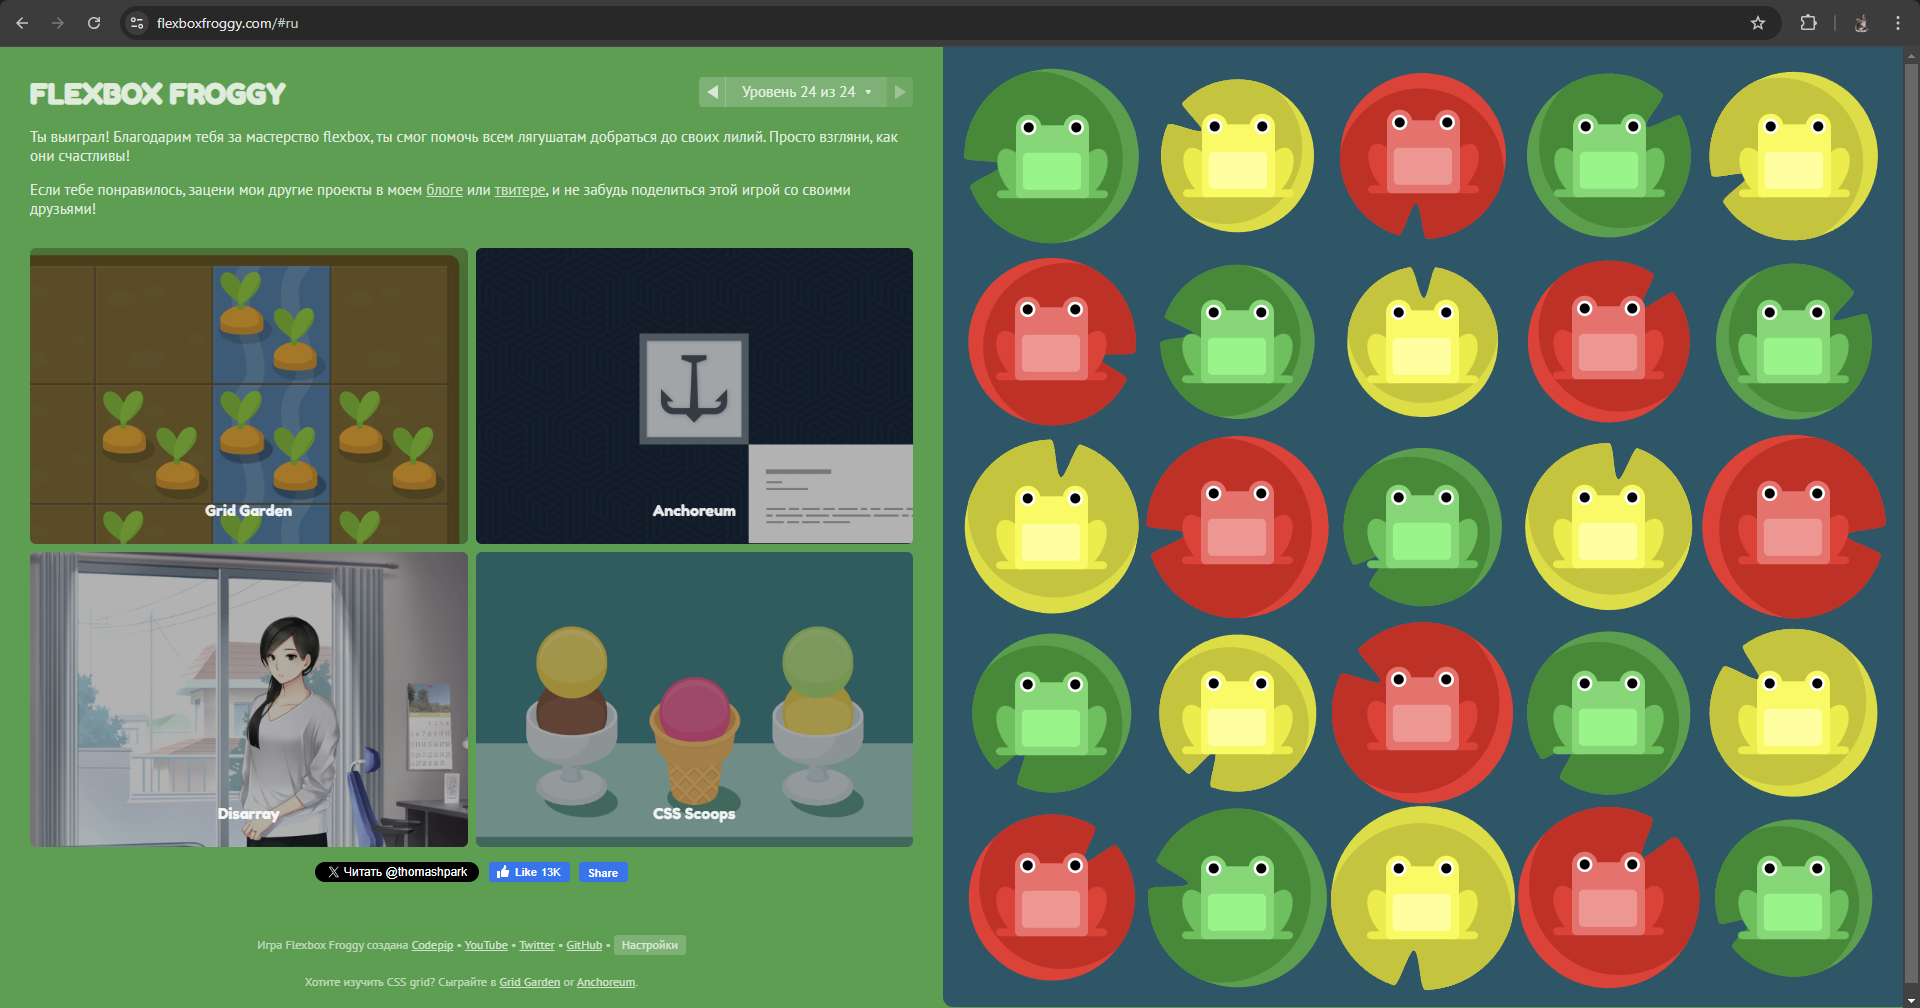 flexboxfroggy.com/#ru
FLEXBOX FROGGY
Уровень 24 из 24
Ты выиграл! Благодарим тебя за мастерство flexbox, ты смог помочь всем лягушатам добраться до своих лилий. Просто взгляни, как
они счастливы!
Если тебе понравилось, зацени мои другие проекты в моем блоге или твитере, и не забудь поделиться этой игрой со своими
друзьями!
Grid Garden
Anchoreum
Disarray
CSS Scoops
Читать @thomashpark
Like 13K
Share
Игра Flexbox Froggy создана Codepip • YouTube • Twitter • GitHub • Настройки
Хотите изучить CSS grid? Сыграйте в Grid Garden or Anchoreum.